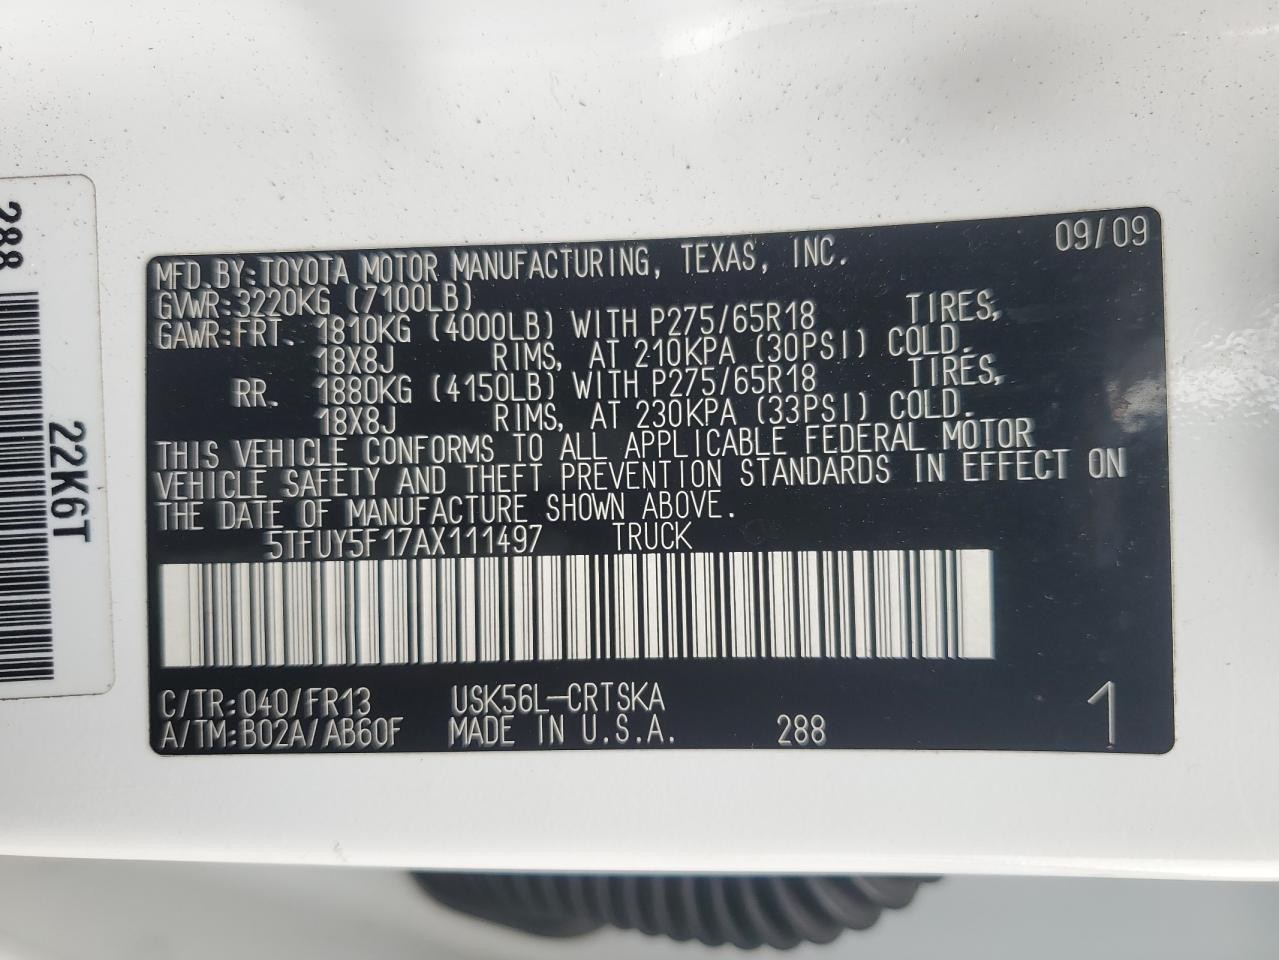 MFD.BY:TOYOTA MOTOR MANUFACTURING, TEXAS, INC. 09/09
GVWR:3220KG (7100LB)
GAWR:FRT. 1810KG (4000LB) WITH P275/65R18 TIRES,
18X8J RIMS, AT 210KPA (30PSI) COLD.
RR. 1880KG (4150LB) WITH P275/65R18 TIRES,
18X8J RIMS, AT 230KPA (33PSI) COLD.
THIS VEHICLE CONFORMS TO ALL APPLICABLE FEDERAL MOTOR
VEHICLE SAFETY AND THEFT PREVENTION STANDARDS IN EFFECT ON
THE DATE OF MANUFACTURE SHOWN ABOVE.
5TFUY5F17AX111497 TRUCK
C/TR:040/FR13 USK56L-CRTSKA
A/TM:B02A/AB60F MADE IN U.S.A. 288
1
288
22K6T